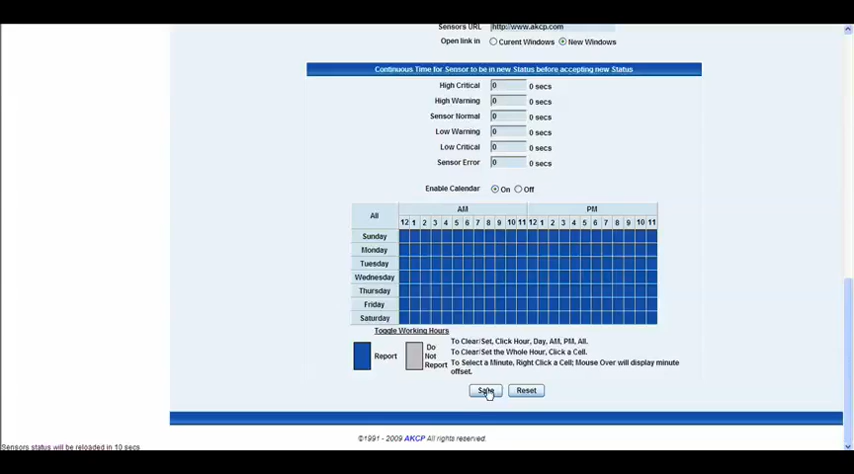 Sensors URL http://www.akcp.com
Open link in Curent Windows New Windows
Continuous Time for Sensor to be in new Status before accepting new Status
High Critical 0 0 secs
High Warning 0 0 secs
Sensor Normal 0 0 secs
Low Warning 0 0 secs
Low Critical 0 0 secs
Sensor Error 0 0 secs
Enable Calendar On Off
All AM PM
12 1 2 3 4 5 6 7 8 9 10 11 12 1 2 3 4 5 6 7 8 9 10 11
Sunday
Monday
Tuesday
Wednesday
Thursday
Friday
Saturday
Toggle Working Hours
Report
Do
Not
Report
To Clear/Set, Click Hour, Day, AM, PM, All.
To Clear/Set the Whole Hour, Click a Cell.
To Select a Minute, Right Click a Cell; Mouse Over will display minute
offset.
Save Reset
©1991 - 2009 AKCP All rights reserved.
Sensors status will be reloaded in 10 secs